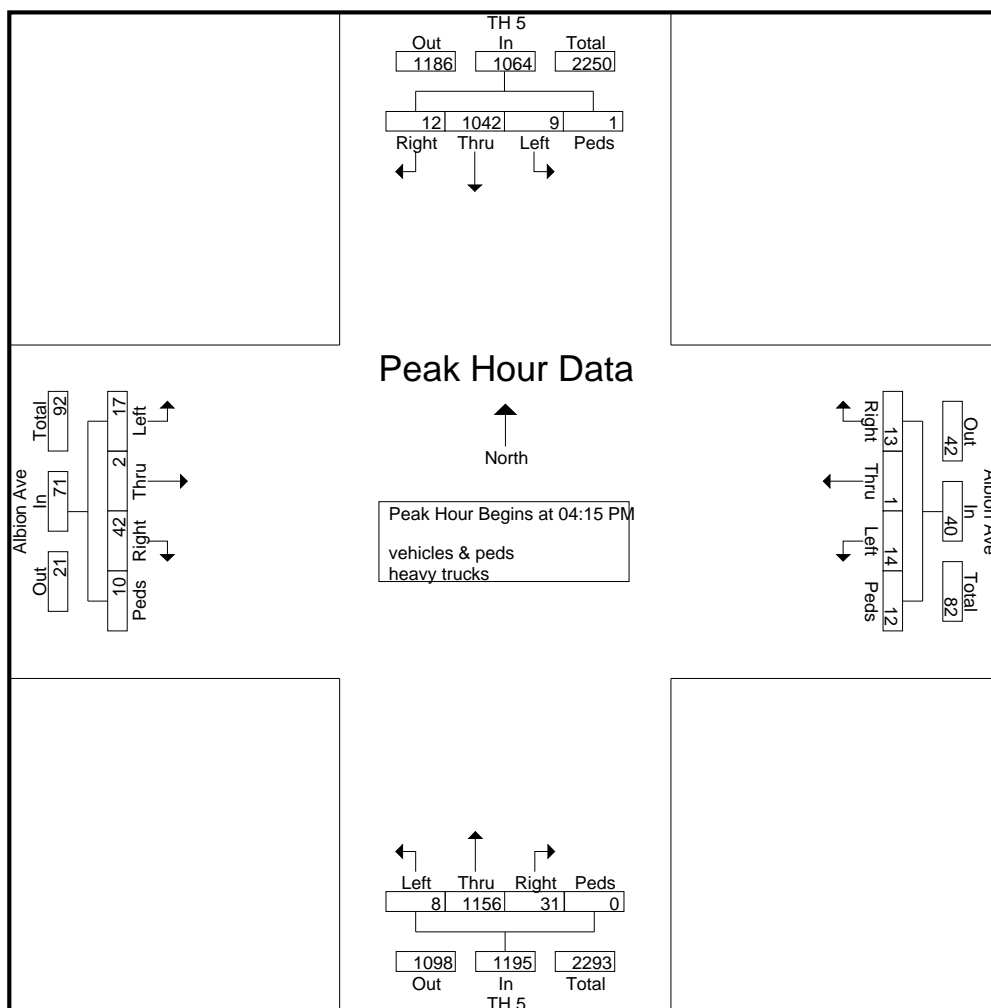 TH 5
Out In Total
1186 1064 2250
12 1042 9 1
Right Thru Left Peds
Peak Hour Data
North
Peak Hour Begins at 04:15 PM
vehicles & peds
heavy trucks
Albion Ave
Out In Total
21 71 92
Left Thru Right Peds
17 2 42 10
Albion Ave
Out In Total
42 40 82
Right Thru Left Peds
13 1 14 12
Left Thru Right Peds
8 1156 31 0
1098 1195 2293
Out In Total
TH 5